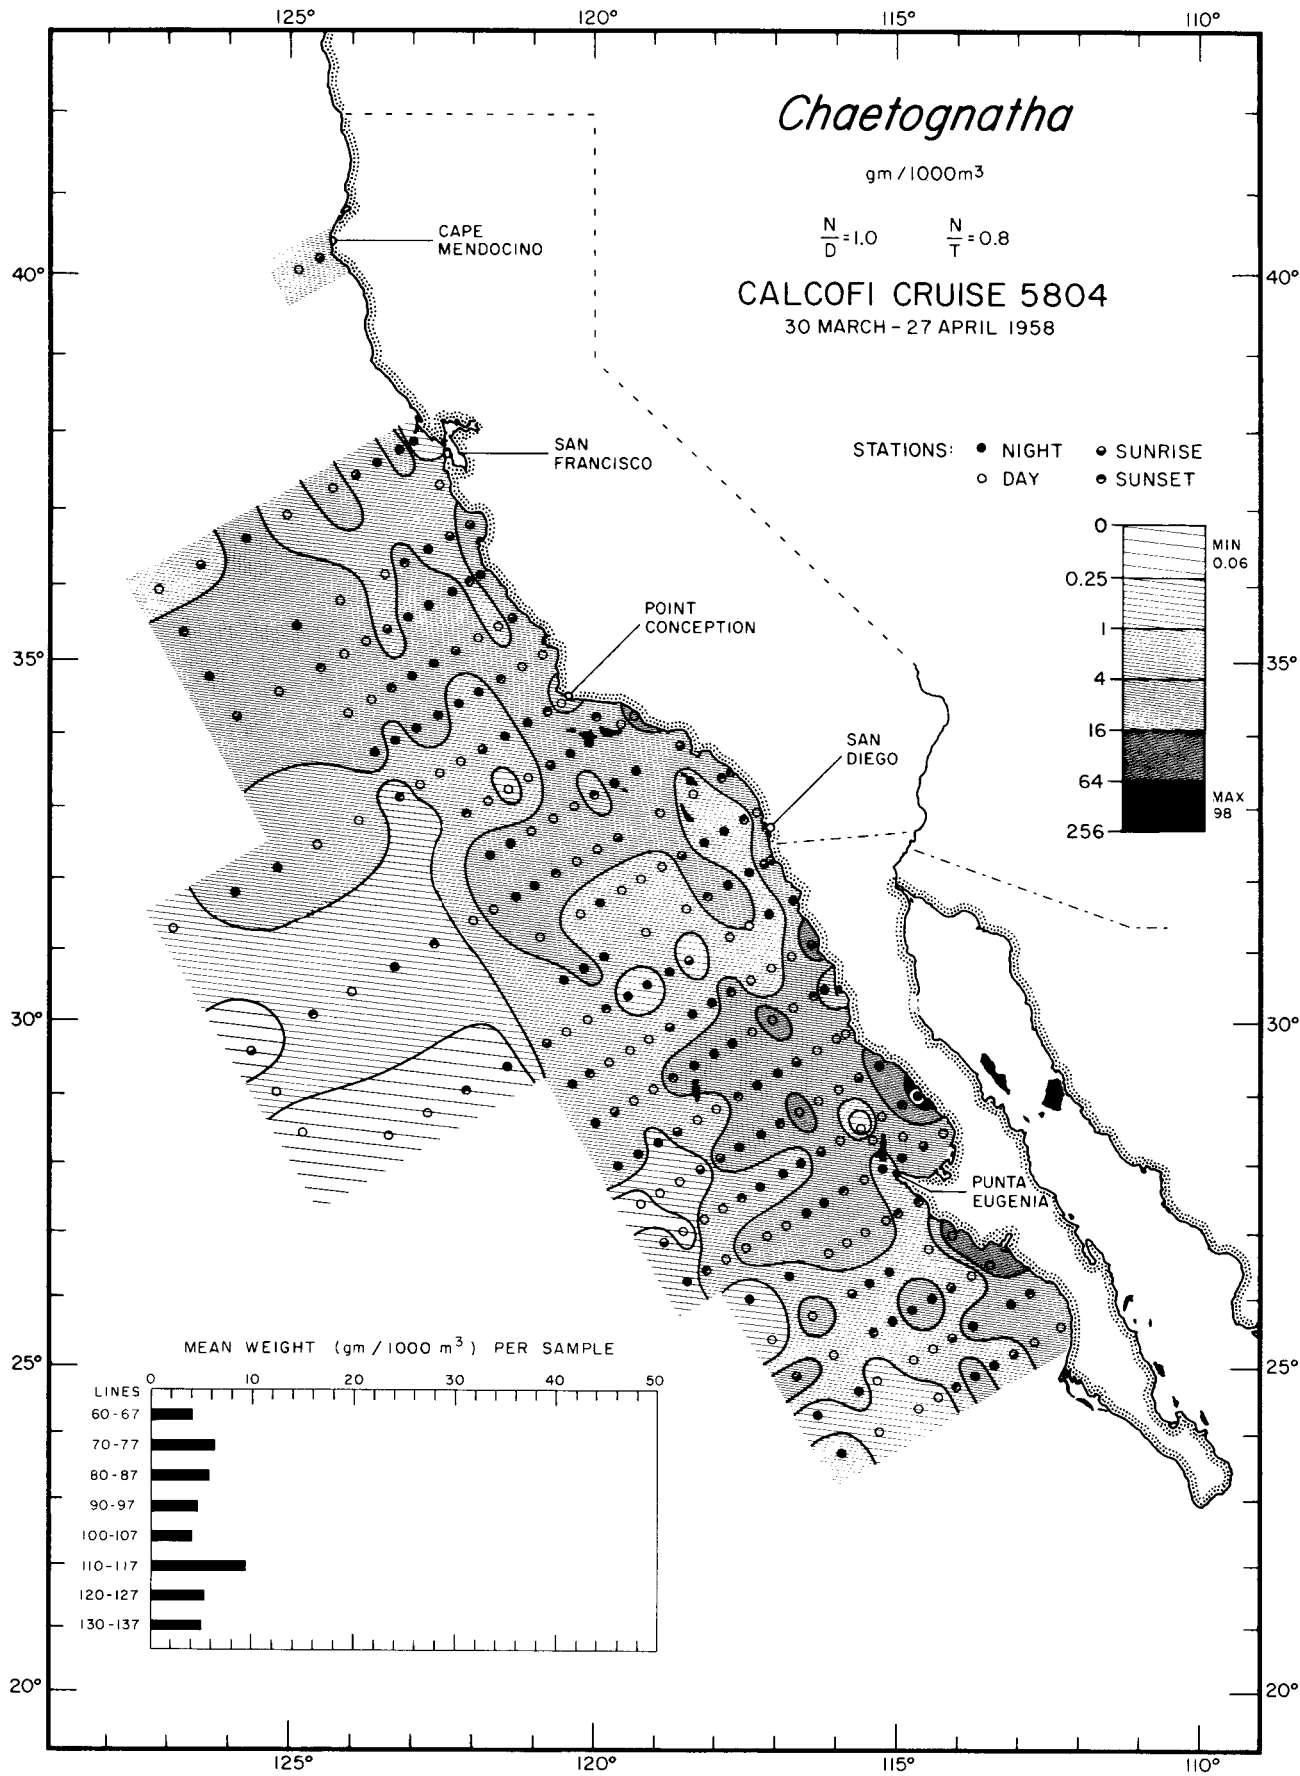 125° 120° 115° 110°
Chaetognatha
gm/1000m³
N/D=1.0 N/T=0.8
CALCOFI CRUISE 5804
30 MARCH – 27 APRIL 1958
CAPE
MENDOCINO
40° 40°
SAN
FRANCISCO
STATIONS: ● NIGHT ◒ SUNRISE
○ DAY ◓ SUNSET
0
MIN
0.06
0.25
1
4
16
64
MAX
98
256
POINT
CONCEPTION
35° 35°
SAN
DIEGO
30° 30°
PUNTA
EUGENIA
MEAN WEIGHT (gm/1000 m³) PER SAMPLE
25° 25°
LINES 0 10 20 30 40 50
60-67
70-77
80-87
90-97
100-107
110-117
120-127
130-137
20° 20°
125° 120° 115° 110°